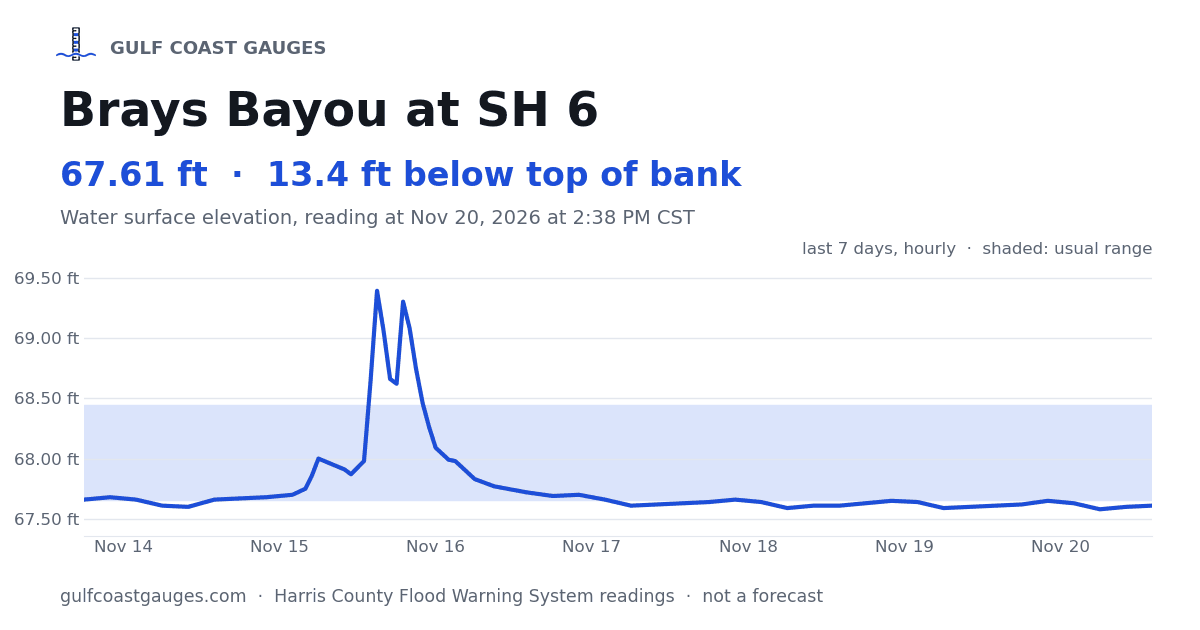 GULF COAST GAUGES
Brays Bayou at SH 6
67.61 ft · 13.4 ft below top of bank
Water surface elevation, reading at Nov 20, 2026 at 2:38 PM CST
last 7 days, hourly · shaded: usual range
69.50 ft
69.00 ft
68.50 ft
68.00 ft
67.50 ft
Nov 14 Nov 15 Nov 16 Nov 17 Nov 18 Nov 19 Nov 20
gulfcoastgauges.com · Harris County Flood Warning System readings · not a forecast